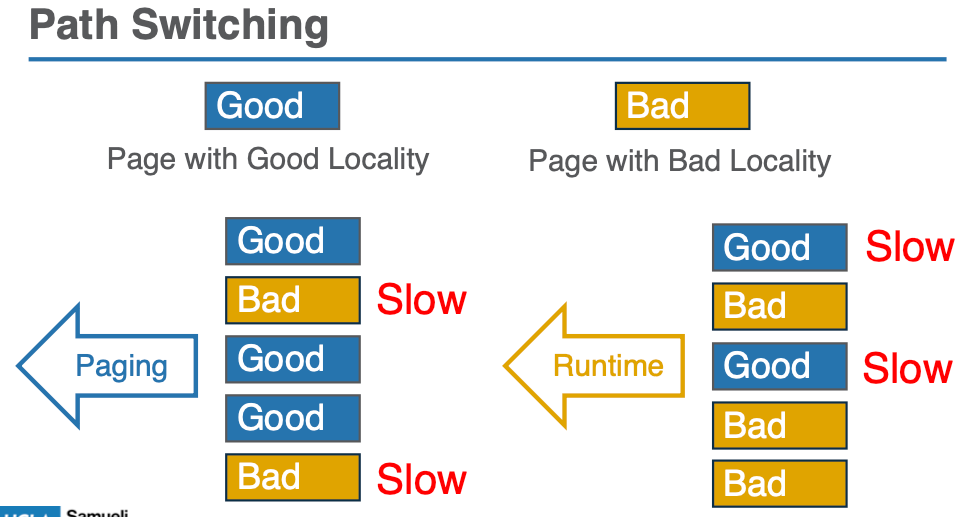 Path Switching
Good
Bad
Page with Good Locality
Page with Bad Locality
Good
Bad Slow
Good
Good
Bad Slow
Paging
Good Slow
Bad
Good Slow
Bad
Bad
Runtime
UCLA Samueli